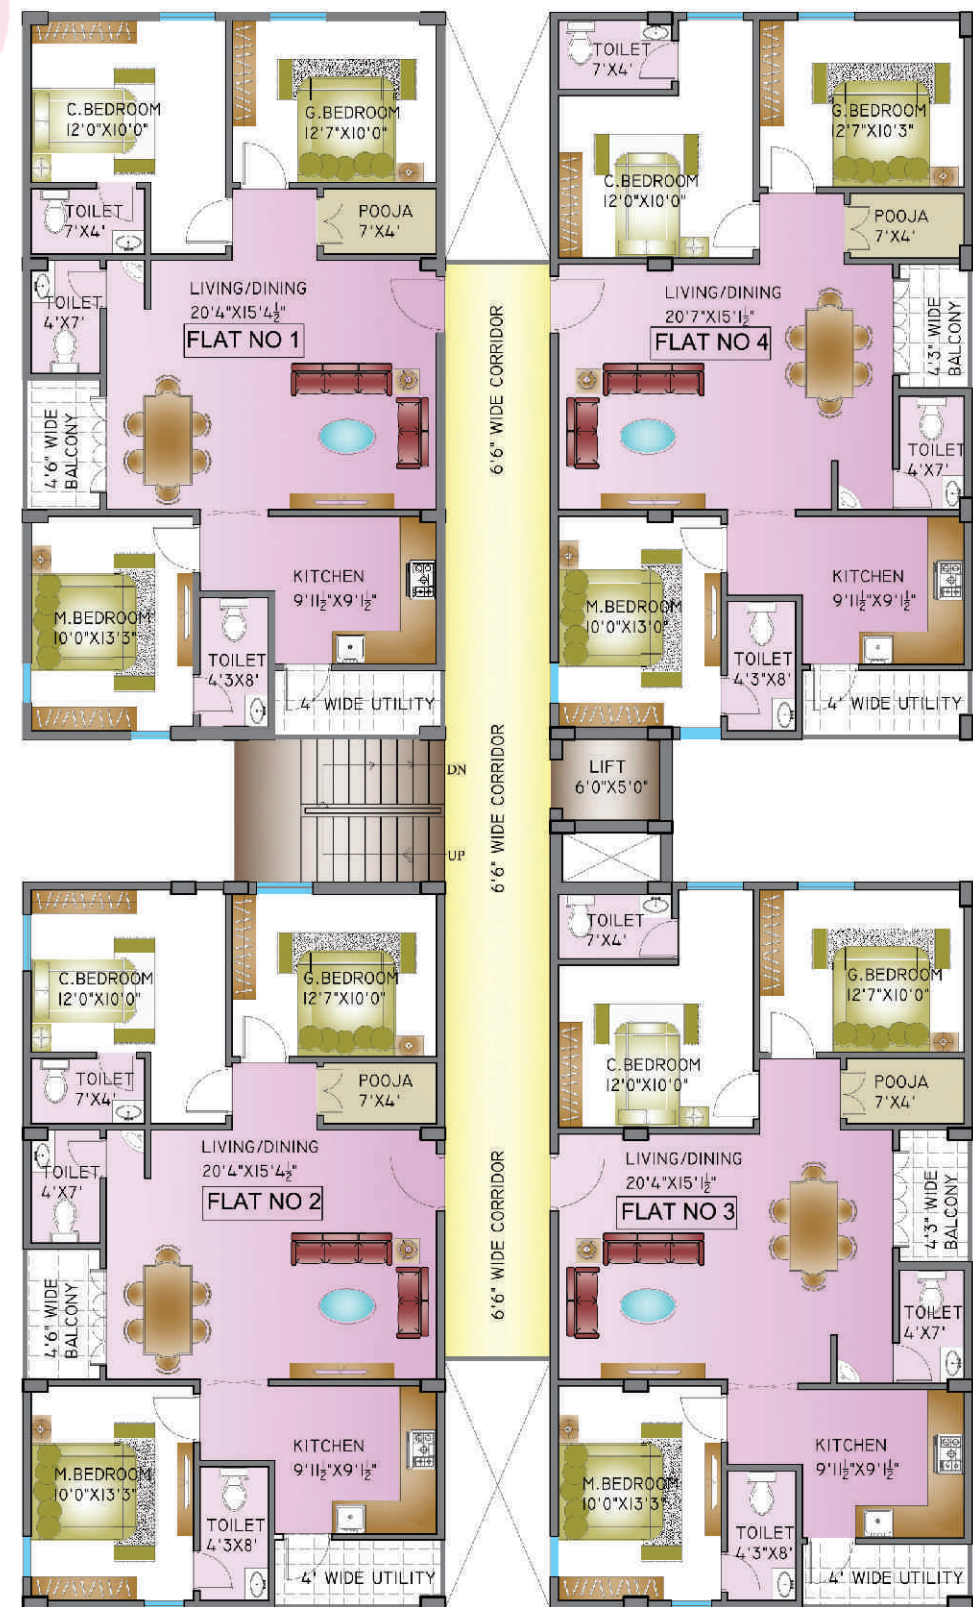 C.BEDROOM
12'0"X10'0"
G.BEDROOM
12'7"X10'0"
TOILET
7'X4'
POOJA
7'X4'
TOILET
4'X7'
LIVING/DINING
20'4"X15'4½"
FLAT NO 1
4'6" WIDE
BALCONY
M.BEDROOM
10'0"X13'3"
KITCHEN
9'11½"X9'1½"
TOILET
4'3X8'
4' WIDE UTILITY
TOILET
7'X4'
G.BEDROOM
12'7"X10'3"
C.BEDROOM
12'0"X10'0"
POOJA
7'X4'
LIVING/DINING
20'7"X15'1½"
FLAT NO 4
4'3" WIDE
BALCONY
TOILET
4'X7'
M.BEDROOM
10'0"X13'0"
KITCHEN
9'11½"X9'1½"
TOILET
4'3"X8'
4' WIDE UTILITY
6'6" WIDE CORRIDOR
6'6" WIDE CORRIDOR
6'6" WIDE CORRIDOR
DN
UP
LIFT
6'0"X5'0"
C.BEDROOM
12'0"X10'0"
G.BEDROOM
12'7"X10'0"
TOILET
7'X4'
POOJA
7'X4'
TOILET
4'X7'
LIVING/DINING
20'4"X15'4½"
FLAT NO 2
4'6" WIDE
BALCONY
M.BEDROOM
10'0"X13'3"
KITCHEN
9'11½"X9'1½"
TOILET
4'3X8'
4' WIDE UTILITY
TOILET
7'X4'
G.BEDROOM
12'7"X10'0"
C.BEDROOM
12'0"X10'0"
POOJA
7'X4'
LIVING/DINING
20'4"X15'1½"
FLAT NO 3
4'3" WIDE
BALCONY
TOILET
4'X7'
M.BEDROOM
10'0"X13'3"
KITCHEN
9'11½"X9'1½"
TOILET
4'3"X8'
4' WIDE UTILITY